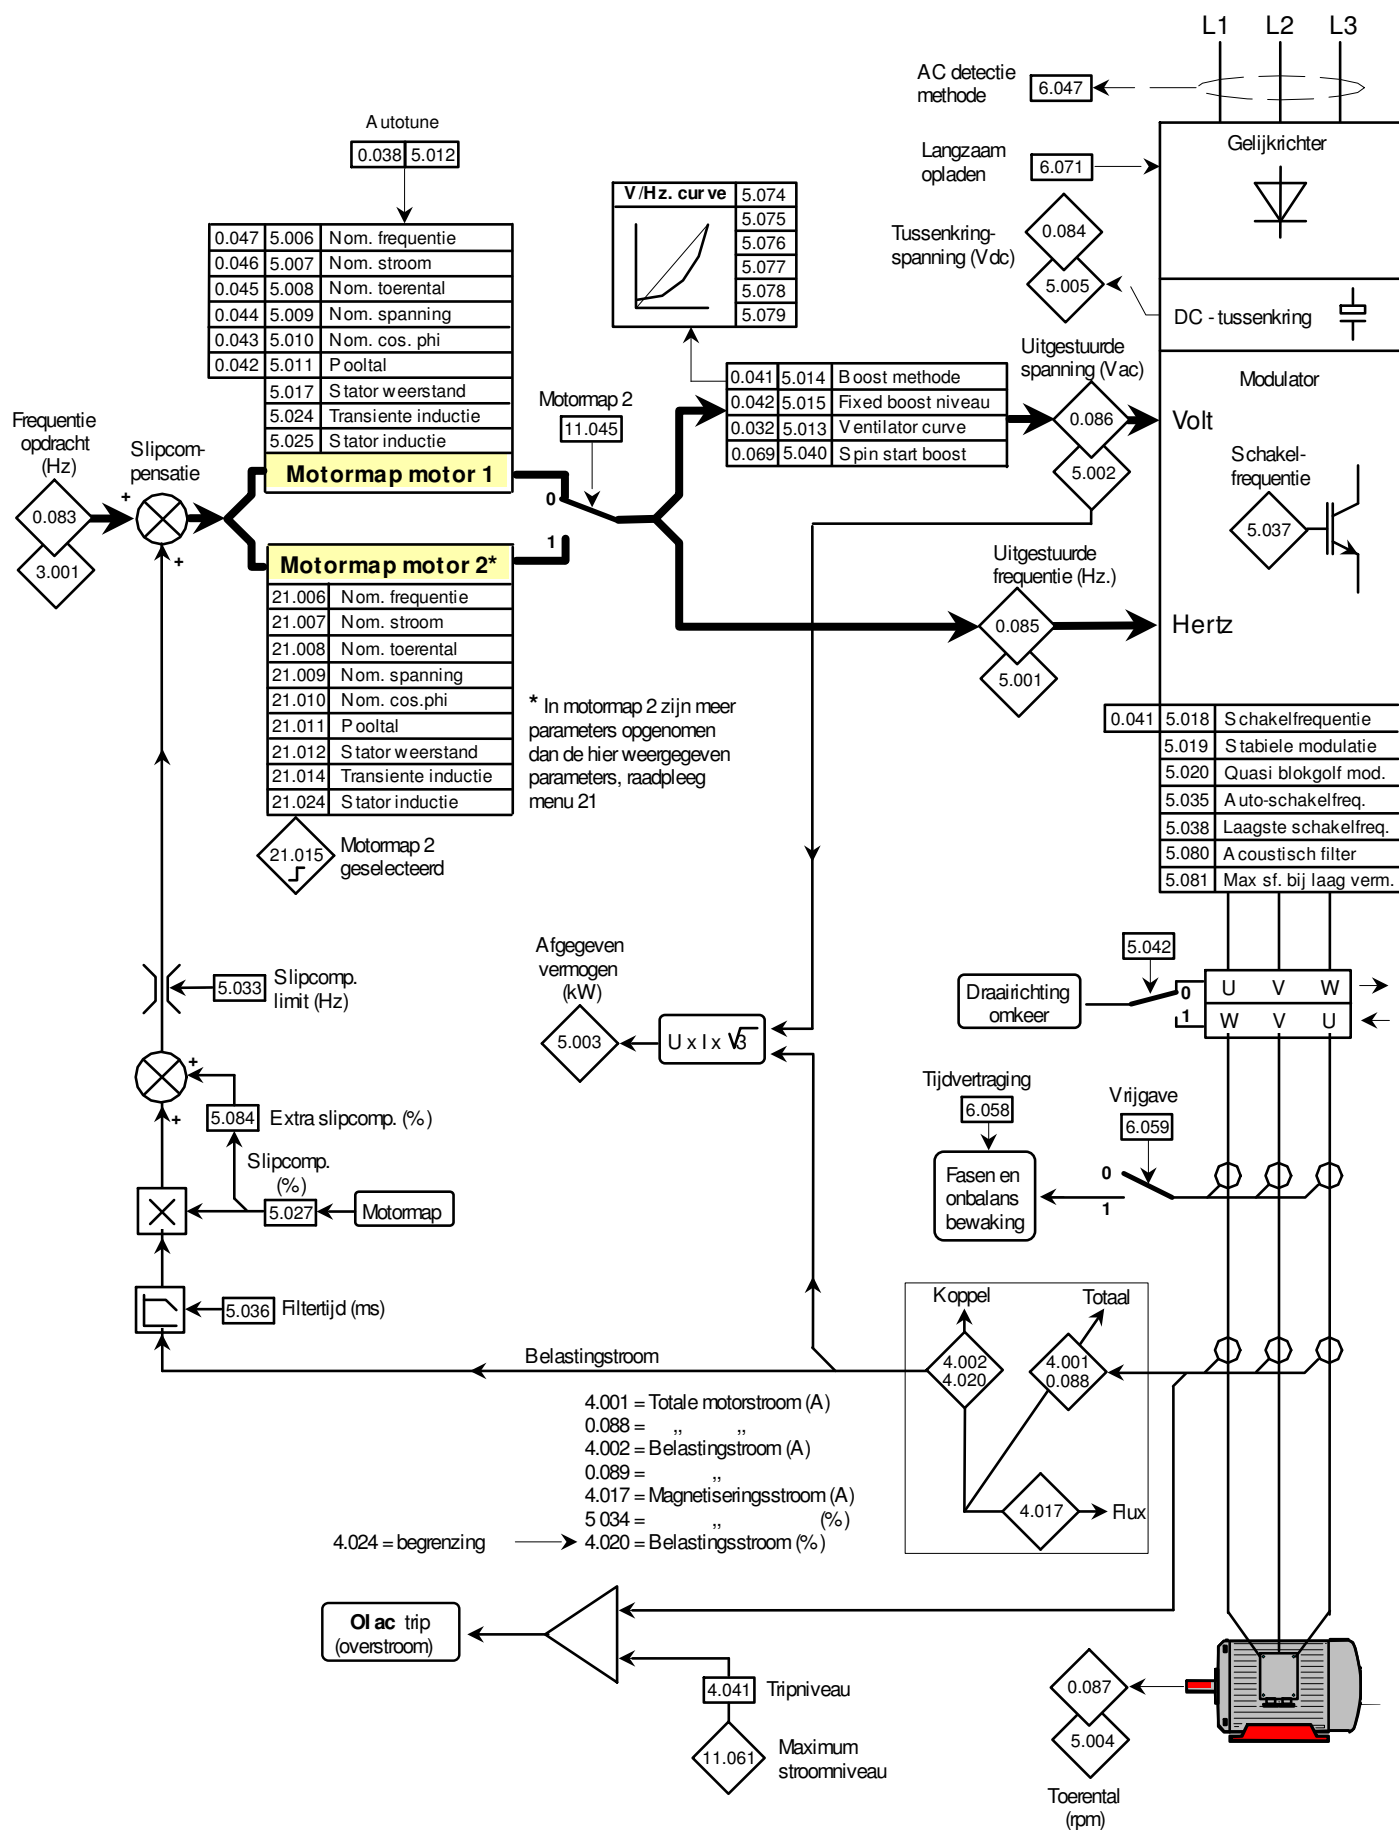 L1 L2 L3
AC detectie
methode
6.047
Gelijkrichter
Langzaam
opladen
6.071
Autotune
0.038 5.012
V/Hz. curve 5.074
5.075
5.076
5.077
5.078
5.079
Tussenkring-
spanning (Vdc)
0.084
5.005
DC - tussenkring
0.047 5.006 Nom. frequentie
0.046 5.007 Nom. stroom
0.045 5.008 Nom. toerental
0.044 5.009 Nom. spanning
0.043 5.010 Nom. cos. phi
0.042 5.011 Pooltal
5.017 Stator weerstand
5.024 Transiente inductie
5.025 Stator inductie
Motormap motor 1
Uitgestuurde
spanning (Vac)
0.086
5.002
Modulator
Volt
0.041 5.014 Boost methode
0.042 5.015 Fixed boost niveau
0.032 5.013 Ventilator curve
0.069 5.040 Spin start boost
Motormap 2
11.045
0
1
Frequentie
opdracht
(Hz)
0.083
3.001
Slipcom-
pensatie
+
+
Schakel-
frequentie
5.037
Motormap motor 2*
21.006 Nom. frequentie
21.007 Nom. stroom
21.008 Nom. toerental
21.009 Nom. spanning
21.010 Nom. cos.phi
21.011 Pooltal
21.012 Stator weerstand
21.014 Transiente inductie
21.024 Stator inductie
21.015
Motormap 2
geselecteerd
Uitgestuurde
frequentie (Hz.)
0.085
5.001
Hertz
* In motormap 2 zijn meer
parameters opgenomen
dan de hier weergegeven
parameters, raadpleeg
menu 21
0.041 5.018 Schakelfrequentie
5.019 Stabiele modulatie
5.020 Quasi blokgolf mod.
5.035 Auto-schakelfreq.
5.038 Laagste schakelfreq.
5.080 Acoustisch filter
5.081 Max sf. bij laag verm.
5.033
Slipcomp.
limit (Hz)
Afgegeven
vermogen
(kW)
5.003
U x I x √3
5.042
Draairichting
omkeer
0
1
U V W
W V U
+
+
5.084 Extra slipcomp. (%)
Slipcomp.
(%)
5.027
Motormap
Tijdvertraging
6.058
Vrijgave
6.059
Fasen en
onbalans
bewaking
0
1
5.036 Filtertijd (ms)
Koppel
Totaal
Belastingstroom
4.002
4.020
4.001
0.088
4.017
Flux
4.001 = Totale motorstroom (A)
0.088 = ,, ,,
4.002 = Belastingstroom (A)
0.089 = ,,
4.017 = Magnetiseringsstroom (A)
5 034 = ,, (%)
4.024 = begrenzing 4.020 = Belastingsstroom (%)
OI ac trip
(overstroom)
4.041 Tripniveau
11.061
Maximum
stroomniveau
0.087
5.004
Toerental
(rpm)